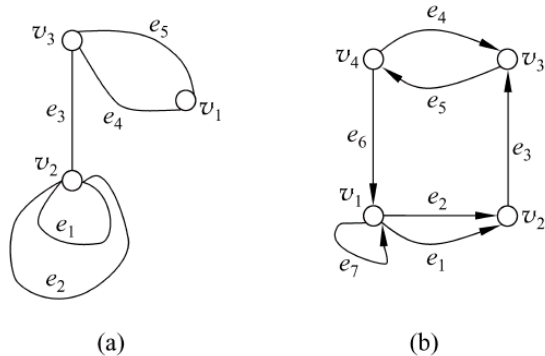 v₃
e₅
v₁
e₄
e₃
v₂
e₁
e₂
(a)
e₄
v₄
v₃
e₅
e₆
e₃
v₁
e₂
v₂
e₁
e₇
(b)